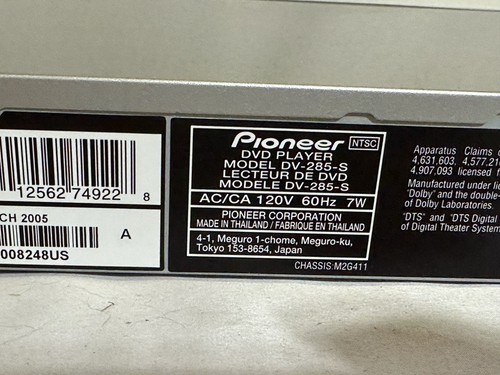 12562 74922 8
CH 2005
A
008248US
Pioneer NTSC
DVD PLAYER
MODEL DV-285-S
LECTEUR DE DVD
MODELE DV-285-S
AC/CA 120V 60Hz 7W
PIONEER CORPORATION
MADE IN THAILAND / FABRIQUE EN THAILAND
4-1, Meguro 1-chome, Meguro-ku,
Tokyo 153-8654, Japan
CHASSIS:M2G411
Apparatus Claims
4,631,603, 4,577,21
4,907,093 licensed f
Manufactured under li
"Dolby" and the double-
of Dolby Laboratories.
"DTS" and "DTS Digital
of Digital Theater System